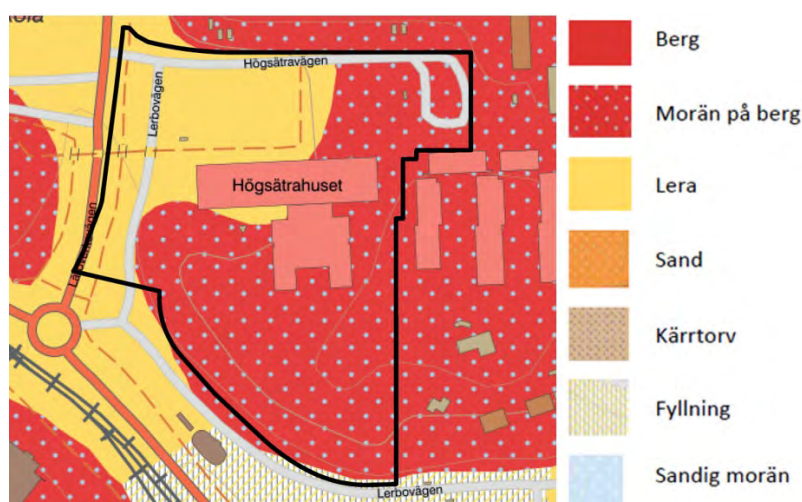 Högsätravägen
Lerbovägen
Högsätrahuset
Lerbovägen
Berg
Morän på berg
Lera
Sand
Kärrtorv
Fyllning
Sandig morän